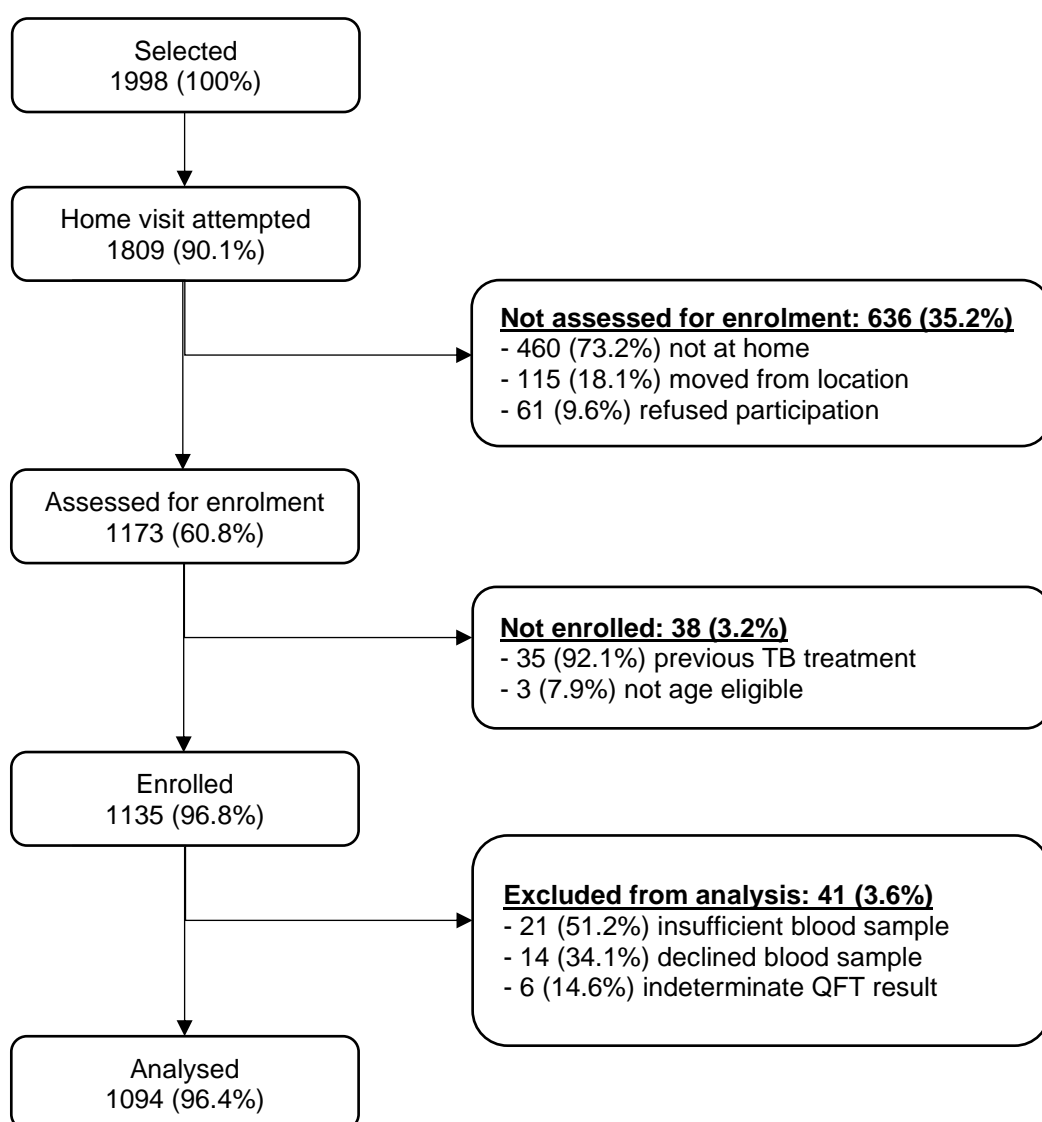 Selected
1998 (100%)
Home visit attempted
1809 (90.1%)
Not assessed for enrolment: 636 (35.2%)
- 460 (73.2%) not at home
- 115 (18.1%) moved from location
- 61 (9.6%) refused participation
Assessed for enrolment
1173 (60.8%)
Not enrolled: 38 (3.2%)
- 35 (92.1%) previous TB treatment
- 3 (7.9%) not age eligible
Enrolled
1135 (96.8%)
Excluded from analysis: 41 (3.6%)
- 21 (51.2%) insufficient blood sample
- 14 (34.1%) declined blood sample
- 6 (14.6%) indeterminate QFT result
Analysed
1094 (96.4%)